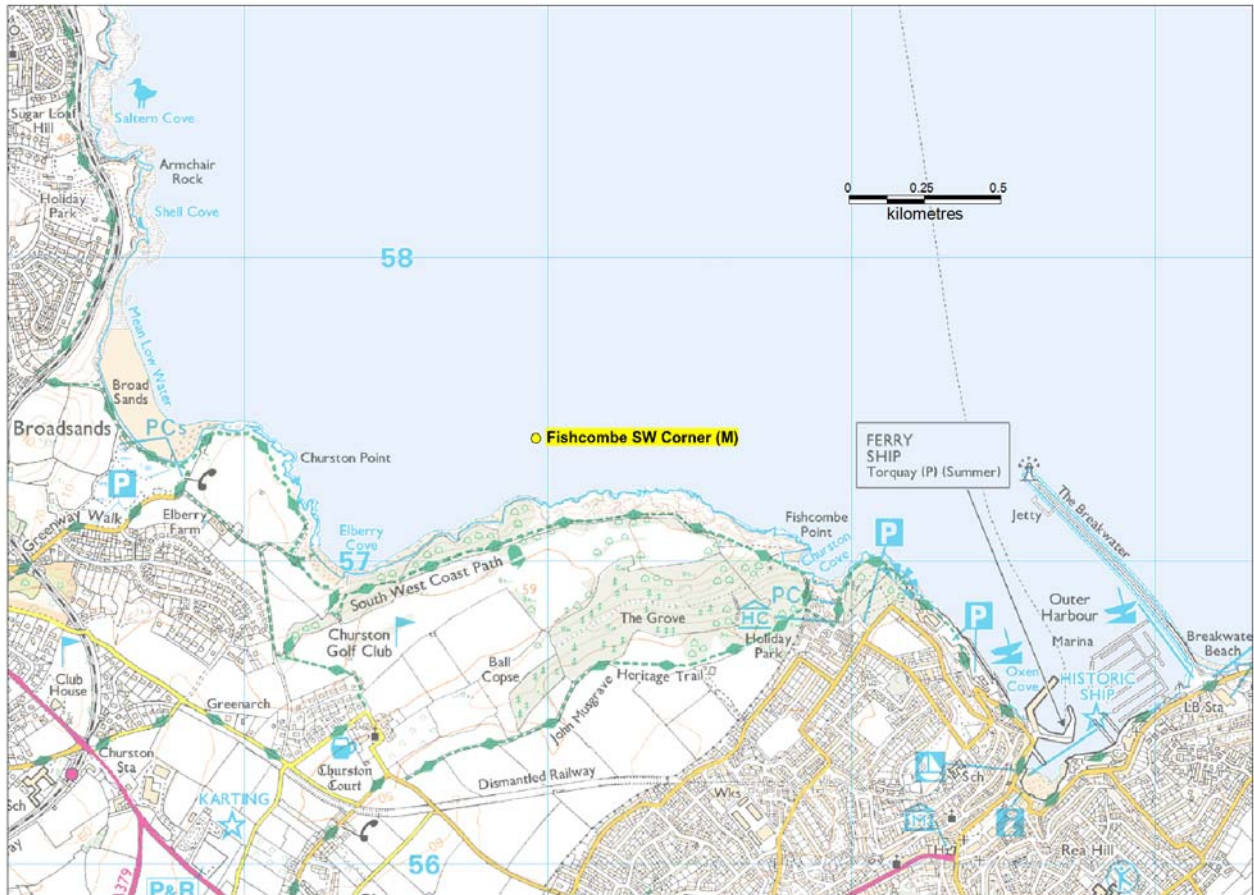 Sugar Loaf
Hill
48
Saltern Cove
Armchair
Rock
Holiday
Park
Shell Cove
0 0.25 0.5
kilometres
58
Mean Low Water
Broad
Sands
Broadsands
PCs
P
Fishcombe SW Corner (M)
FERRY
SHIP
Torquay (P) (Summer)
Churston Point
Greenway Walk
Elberry
Farm
Elberry
Cove
57
South West Coast Path
59
Fishcombe
Point
Churston
Cove
P
Jetty
The Breakwater
PC
HC
The Grove
Holiday
Park
P
Outer
Harbour
Marina
Oxen
Cove
Breakwater
Beach
HISTORIC
SHIP
LB Sta
Churston
Golf Club
Ball
Copse
John Musgrave
Heritage Trail
Club
House
Greenarch
Churston
Sta
Churston
Court
Dismantled Railway
Sch
KARTING
Wks
Sch
M
TH
Rea Hill
60
56
P&R